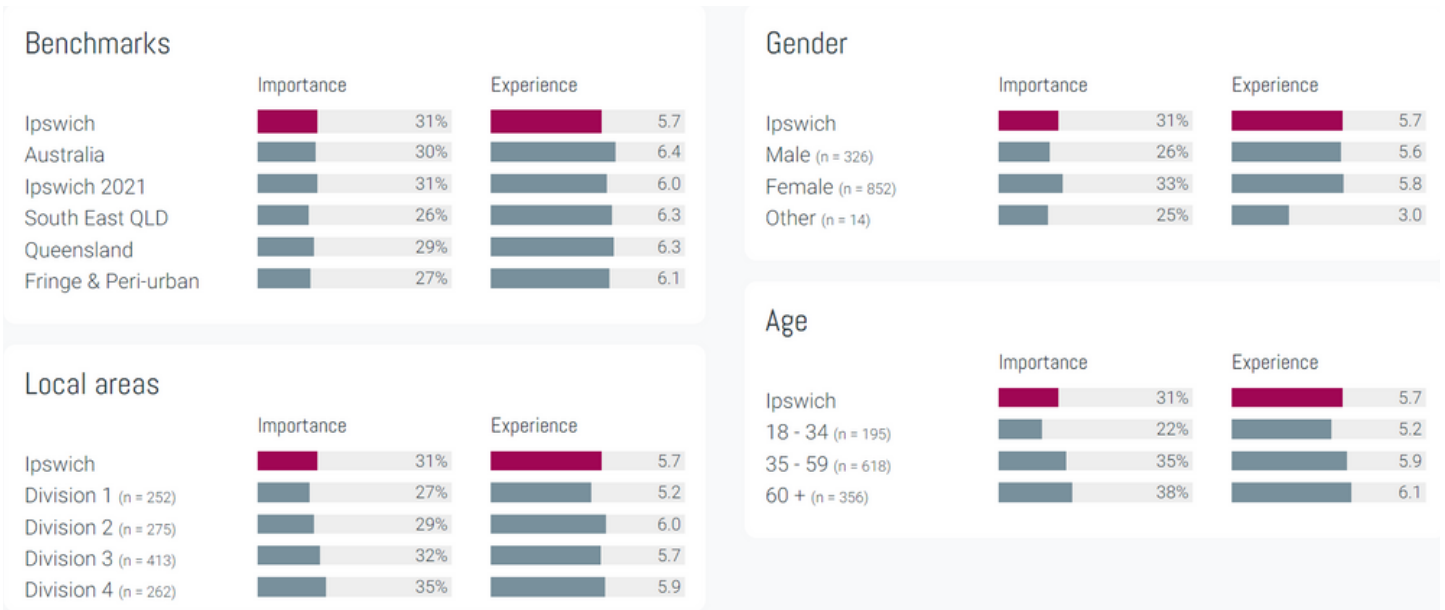 Benchmarks
Importance Experience
Ipswich 31% 5.7
Australia 30% 6.4
Ipswich 2021 31% 6.0
South East QLD 26% 6.3
Queensland 29% 6.3
Fringe & Peri-urban 27% 6.1
Local areas
Importance Experience
Ipswich 31% 5.7
Division 1 (n = 252) 27% 5.2
Division 2 (n = 275) 29% 6.0
Division 3 (n = 413) 32% 5.7
Division 4 (n = 262) 35% 5.9
Gender
Importance Experience
Ipswich 31% 5.7
Male (n = 326) 26% 5.6
Female (n = 852) 33% 5.8
Other (n = 14) 25% 3.0
Age
Importance Experience
Ipswich 31% 5.7
18 - 34 (n = 195) 22% 5.2
35 - 59 (n = 618) 35% 5.9
60 + (n = 356) 38% 6.1